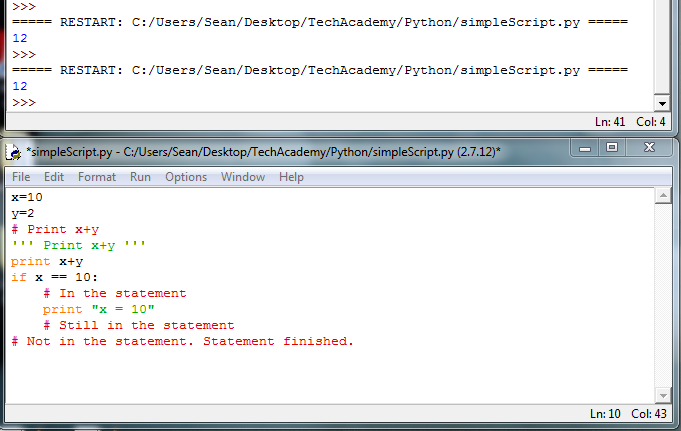 >>>
===== RESTART: C:/Users/Sean/Desktop/TechAcademy/Python/simpleScript.py =====
12
>>>
===== RESTART: C:/Users/Sean/Desktop/TechAcademy/Python/simpleScript.py =====
12
>>>
Ln: 41 Col: 4
*simpleScript.py - C:/Users/Sean/Desktop/TechAcademy/Python/simpleScript.py (2.7.12)*
File Edit Format Run Options Window Help
x=10
y=2
# Print x+y
''' Print x+y '''
print x+y
if x == 10:
    # In the statement
    print "x = 10"
    # Still in the statement
# Not in the statement. Statement finished.
Ln: 10 Col: 43